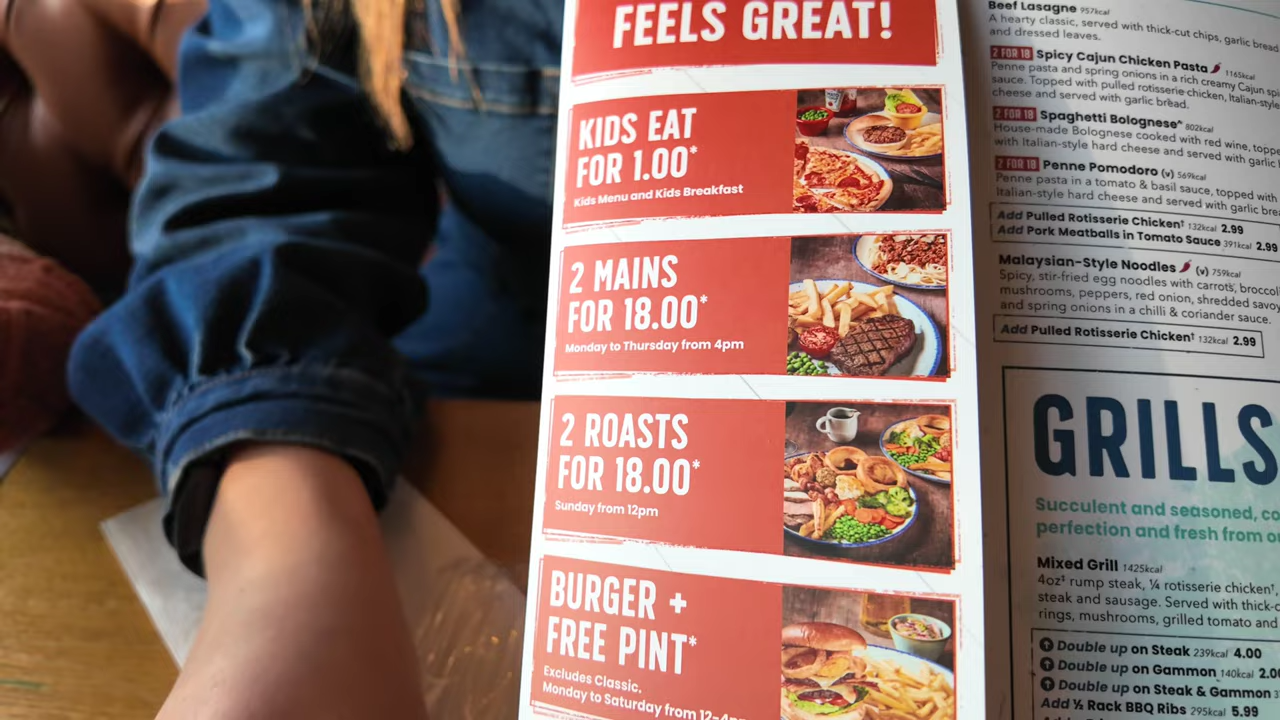 FEELS GREAT!
KIDS EAT
FOR 1.00*
Kids Menu and Kids Breakfast
2 MAINS
FOR 18.00*
Monday to Thursday from 4pm
2 ROASTS
FOR 18.00*
Sunday from 12pm
BURGER +
FREE PINT*
Excludes Classic.
Monday to Saturday from 12-4pm
Beef Lasagne 957kcal
A hearty classic, served with thick-cut chips, garlic bread
and dressed leaves.
2 FOR 18 Spicy Cajun Chicken Pasta 1165kcal
Penne pasta and spring onions in a rich creamy Cajun
sauce. Topped with pulled rotisserie chicken, Italian-style
cheese and served with garlic bread.
2 FOR 18 Spaghetti Bolognese^ 802kcal
House-made Bolognese cooked with red wine,
with Italian-style hard cheese and served with garlic
2 FOR 18 Penne Pomodoro (v) 569kcal
Penne pasta in a tomato & basil sauce, topped with
Italian-style hard cheese and served with garlic
Add Pulled Rotisserie Chicken† 132kcal 2.99
Add Pork Meatballs in Tomato Sauce 391kcal 2.99
Malaysian-Style Noodles (v) 759kcal
Spicy, stir-fried egg noodles with carrots,
mushrooms, peppers, red onion, shredded
and spring onions in a chilli & coriander sauce.
Add Pulled Rotisserie Chicken† 132kcal 2.99
GRILLS
Succulent and seasoned,
perfection and fresh from
Mixed Grill 1425kcal
4oz‡ rump steak, ¼ rotisserie chicken†,
steak and sausage. Served with
rings, mushrooms, grilled tomato and
Double up on Steak 239kcal 4.00
Double up on Gammon 140kcal
Double up on Steak & Gammon
Add ½ Rack BBQ Ribs 295kcal 5.99